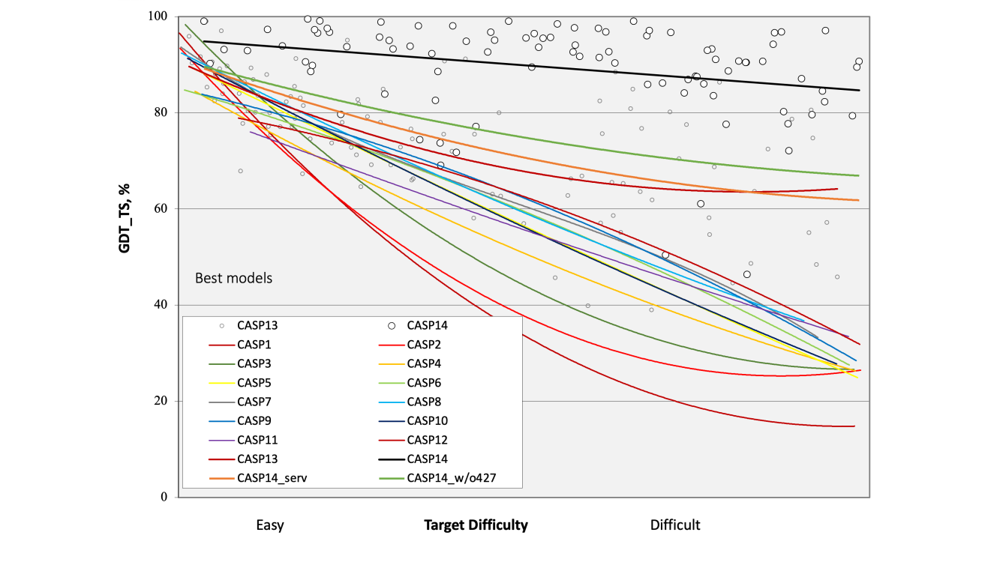 100
80
60
40
20
0
GDT_TS, %
Best models
CASP13 CASP14
CASP1 CASP2
CASP3 CASP4
CASP5 CASP6
CASP7 CASP8
CASP9 CASP10
CASP11 CASP12
CASP13 CASP14
CASP14_serv CASP14_w/o427
Easy Target Difficulty Difficult